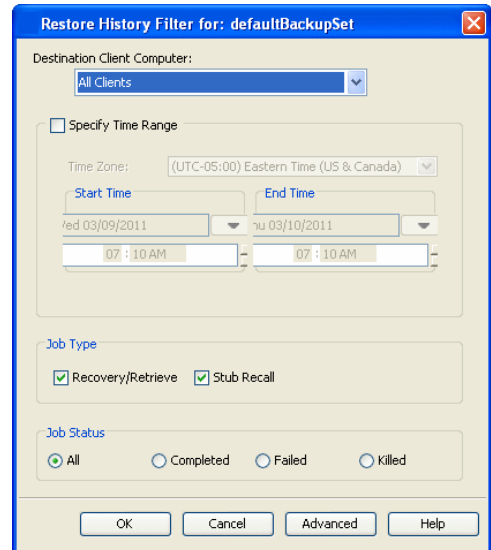 Restore History Filter for: defaultBackupSet
Destination Client Computer:
All Clients
Specify Time Range
Time Zone: (UTC-05:00) Eastern Time (US & Canada)
Start Time End Time
Wed 03/09/2011 Thu 03/10/2011
07 : 10 AM 07 : 10 AM
Job Type
Recovery/Retrieve Stub Recall
Job Status
All Completed Failed Killed
OK Cancel Advanced Help